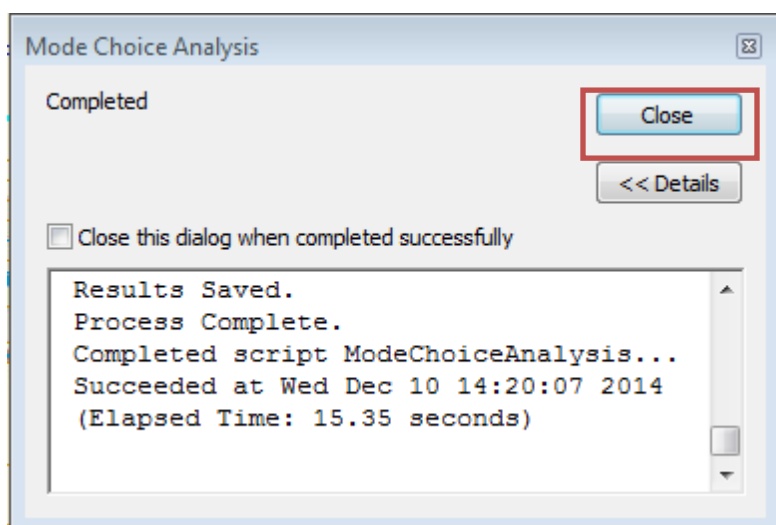 Mode Choice Analysis
Completed
Close
<< Details
Close this dialog when completed successfully
Results Saved.
Process Complete.
Completed script ModeChoiceAnalysis...
Succeeded at Wed Dec 10 14:20:07 2014
(Elapsed Time: 15.35 seconds)